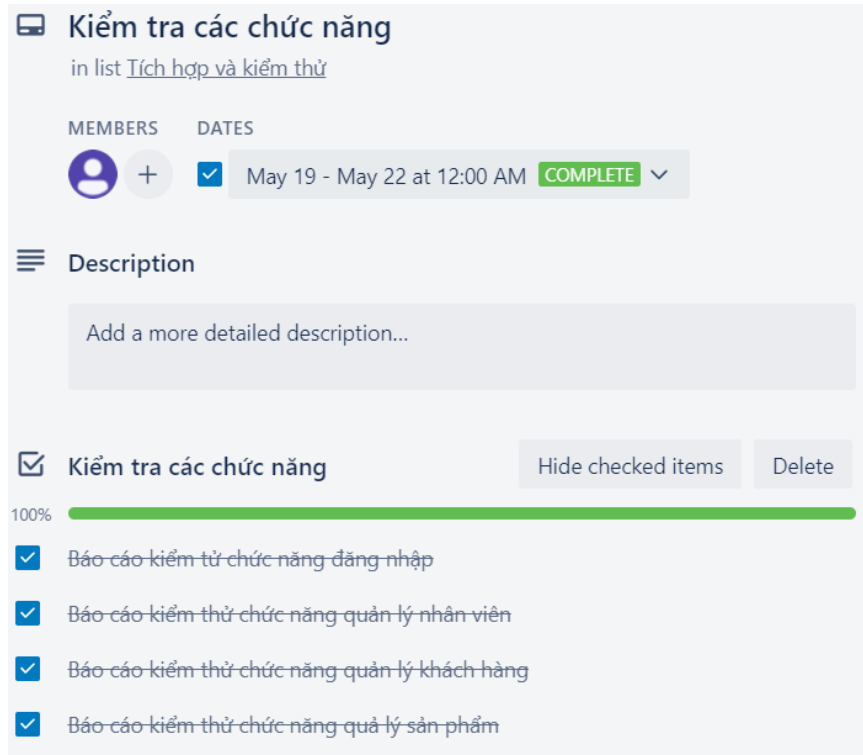 Kiểm tra các chức năng
in list Tích hợp và kiểm thử
MEMBERS DATES
May 19 - May 22 at 12:00 AM COMPLETE
Description
Add a more detailed description...
Kiểm tra các chức năng Hide checked items Delete
100%
Báo cáo kiểm tử chức năng đăng nhập
Báo cáo kiểm thử chức năng quản lý nhân viên
Báo cáo kiểm thử chức năng quản lý khách hàng
Báo cáo kiểm thử chức năng quả lý sản phẩm